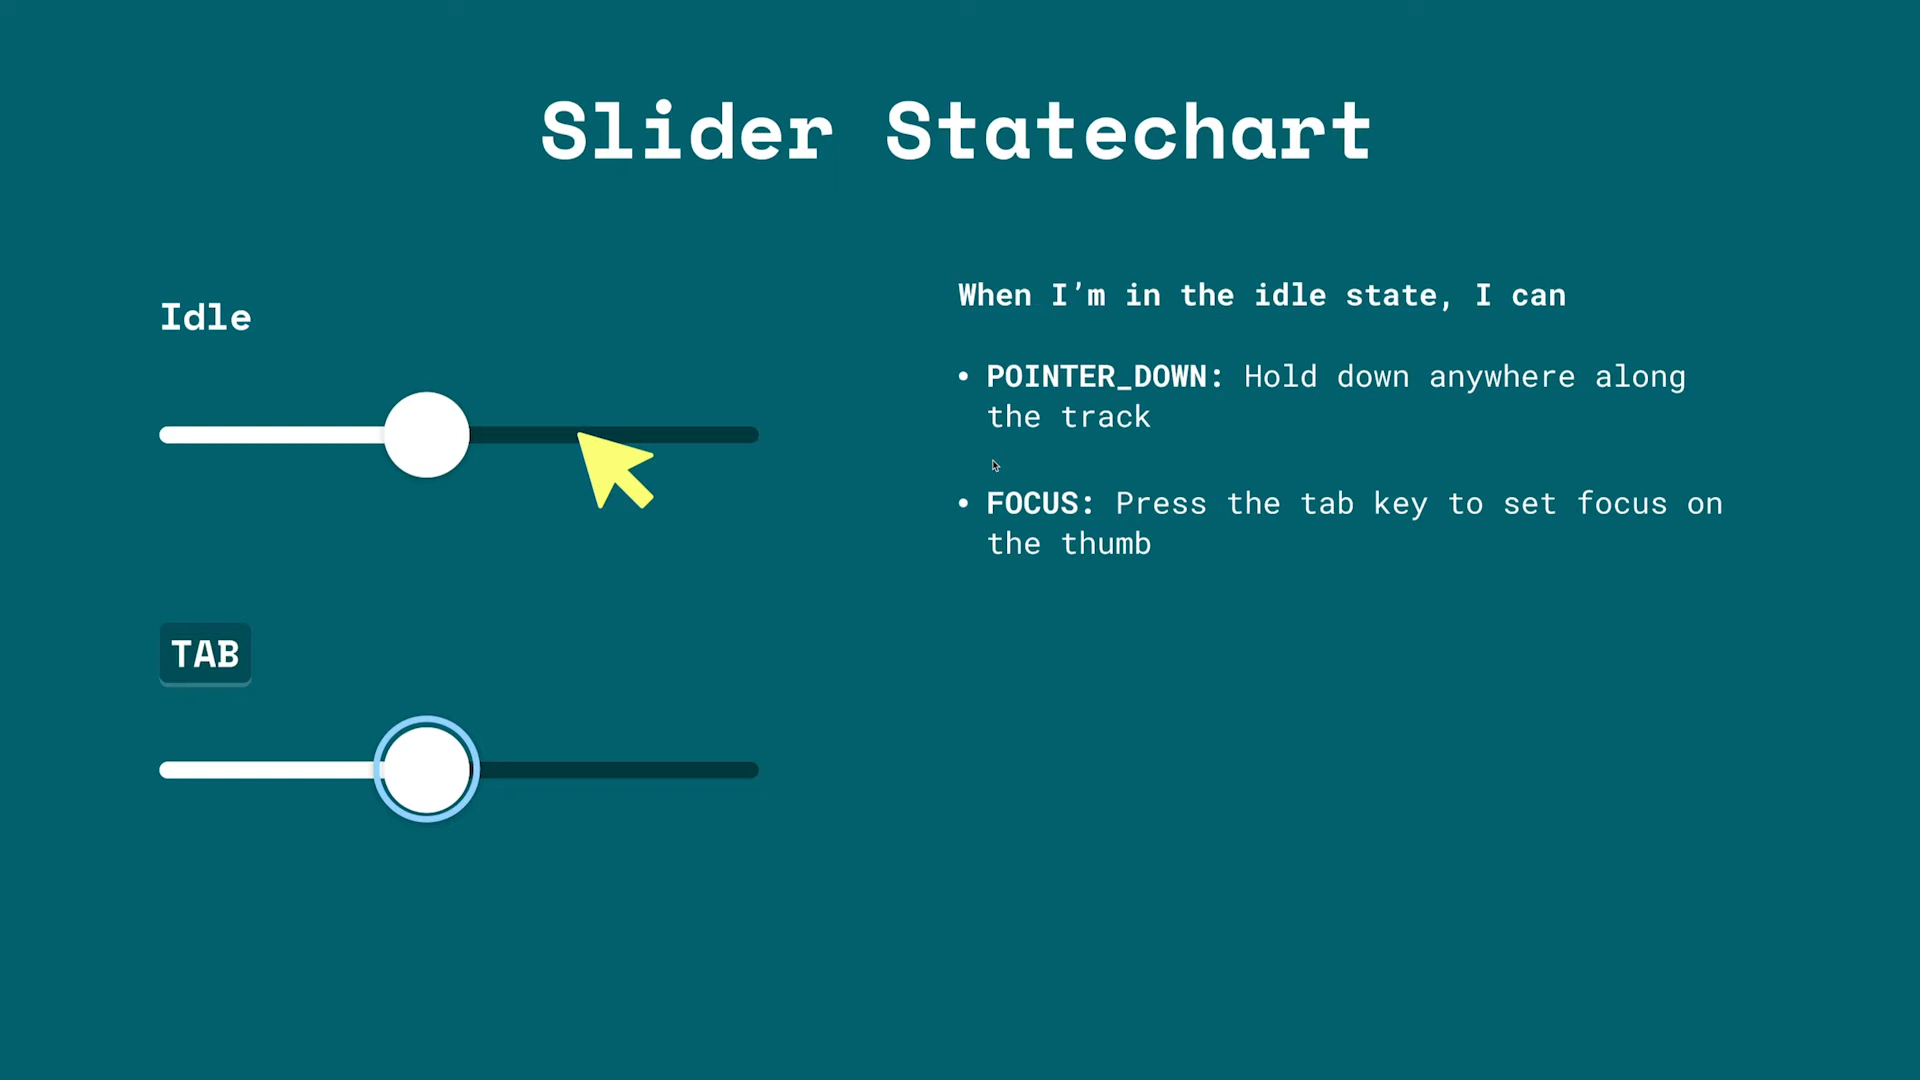 Slider Statechart
Idle
When I’m in the idle state, I can
• POINTER_DOWN: Hold down anywhere along
the track
• FOCUS: Press the tab key to set focus on
the thumb
TAB